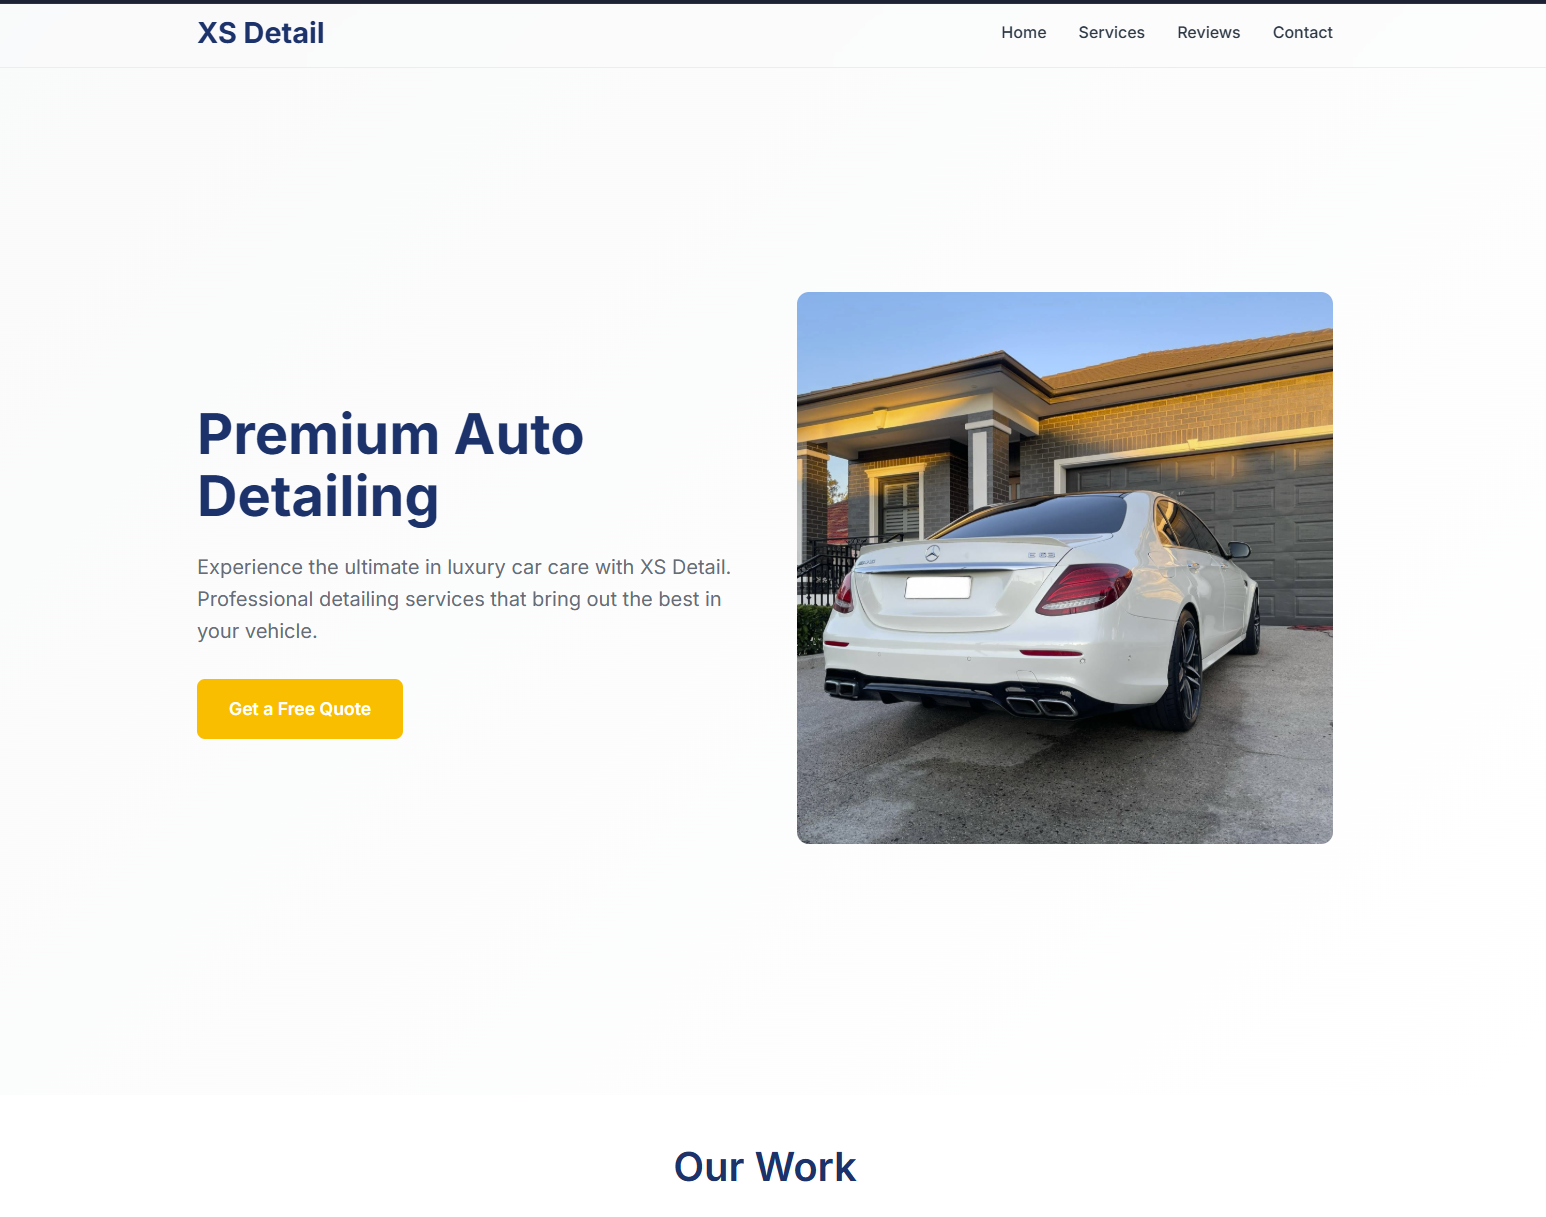 XS Detail
Home
Services
Reviews
Contact
Premium Auto
Detailing
Experience the ultimate in luxury car care with XS Detail.
Professional detailing services that bring out the best in
your vehicle.
Get a Free Quote
E 63
Our Work